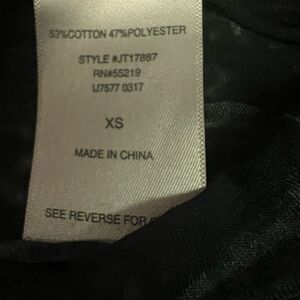 53%COTTON 47%POLYESTER
STYLE #JT17887
RN#55219
U7577 0317
XS
MADE IN CHINA
SEE REVERSE FOR